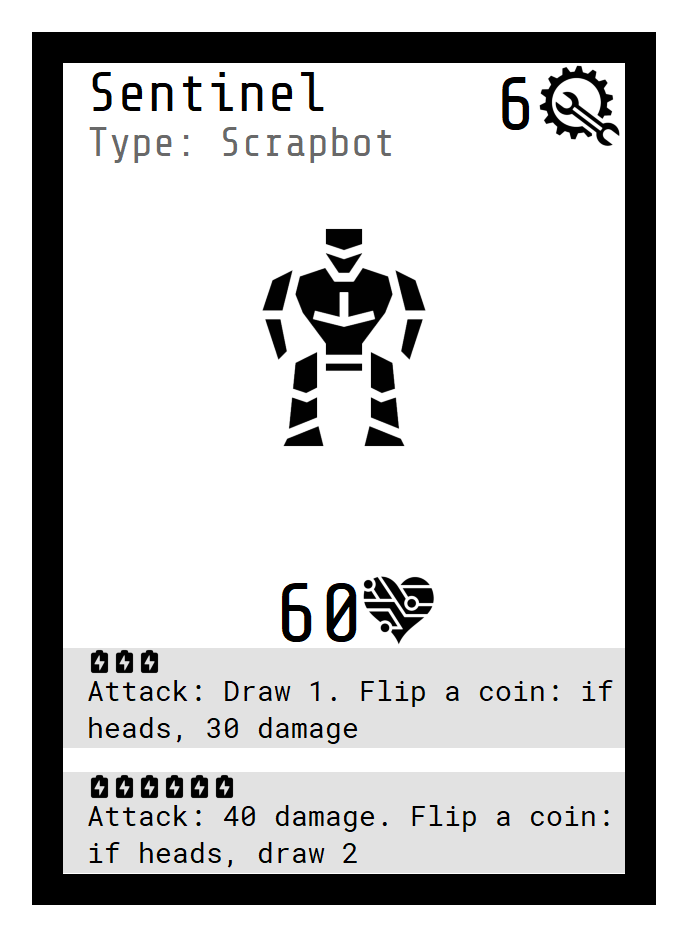 Sentinel
6
Type: Scrapbot
60
Attack: Draw 1. Flip a coin: if
heads, 30 damage
Attack: 40 damage. Flip a coin:
if heads, draw 2